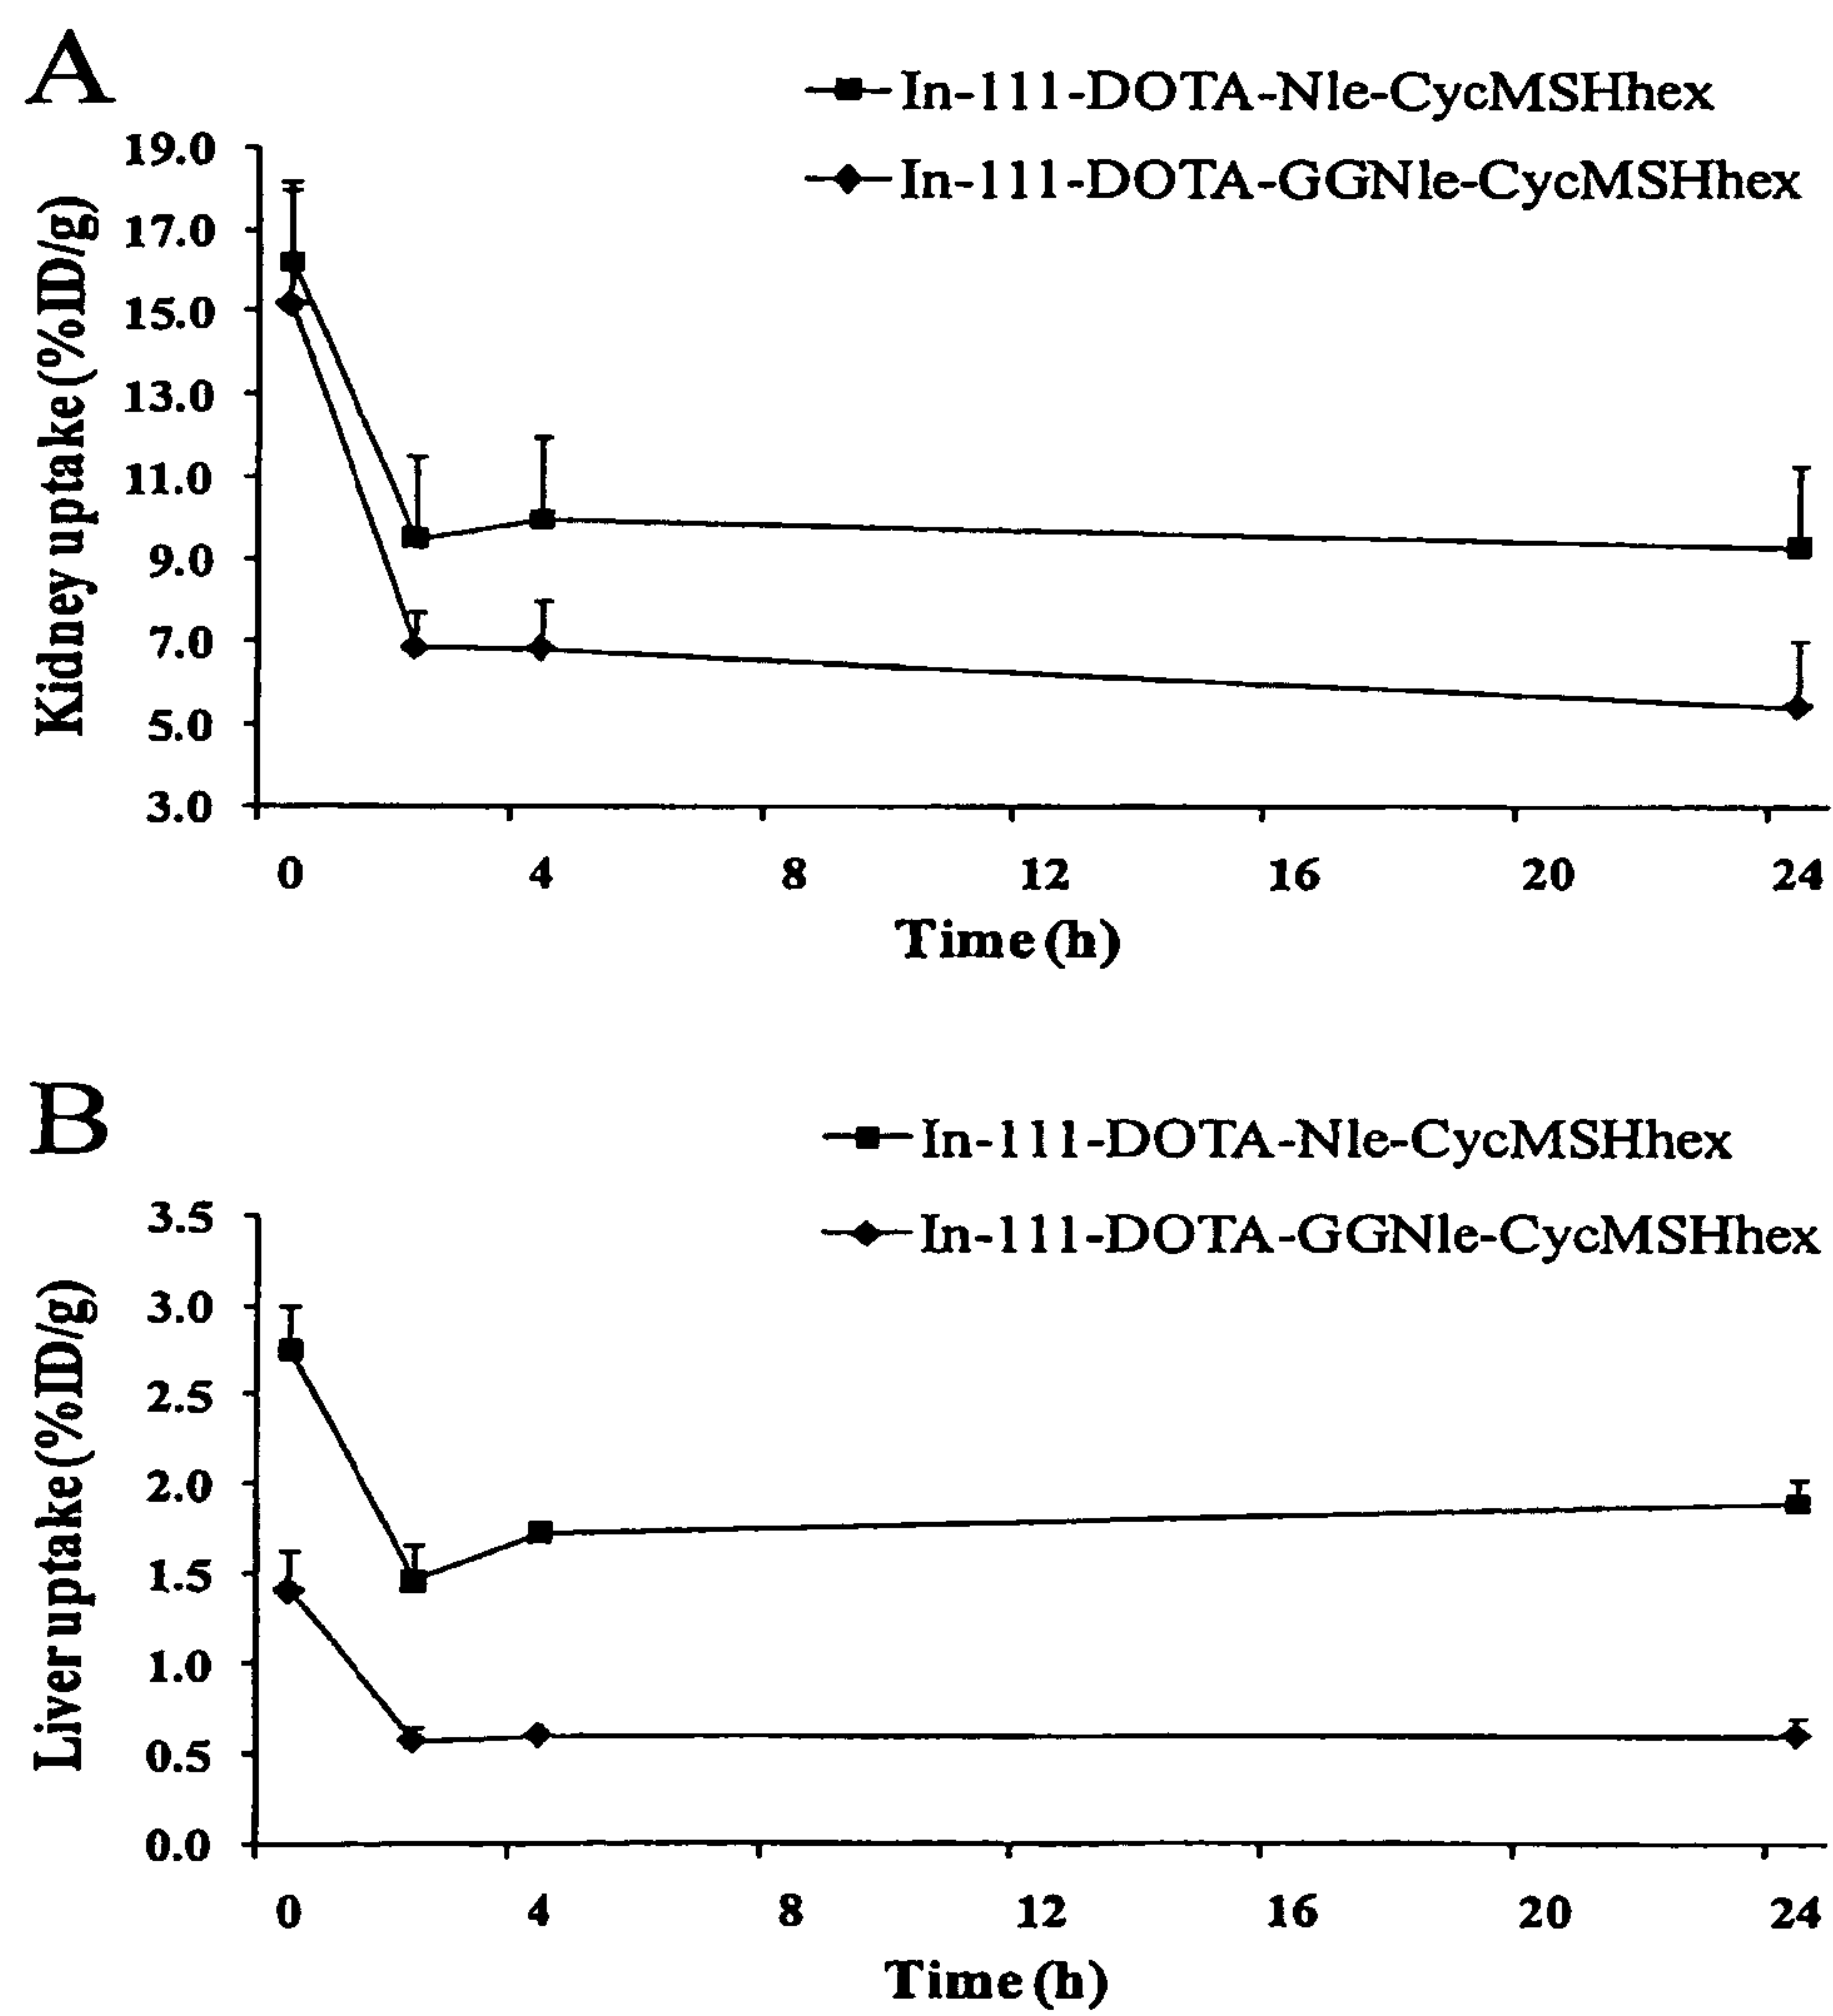 A
In-111-DOTA-Nle-CycMSHhex
In-111-DOTA-GGNle-CycMSHhex
19.0
17.0
15.0
13.0
11.0
9.0
7.0
5.0
3.0
Kidney uptake (%ID/g)
0 4 8 12 16 20 24
Time (h)
B
In-111-DOTA-Nle-CycMSHhex
In-111-DOTA-GGNle-CycMSHhex
3.5
3.0
2.5
2.0
1.5
1.0
0.5
0.0
Liver uptake (%ID/g)
0 4 8 12 16 20 24
Time (h)